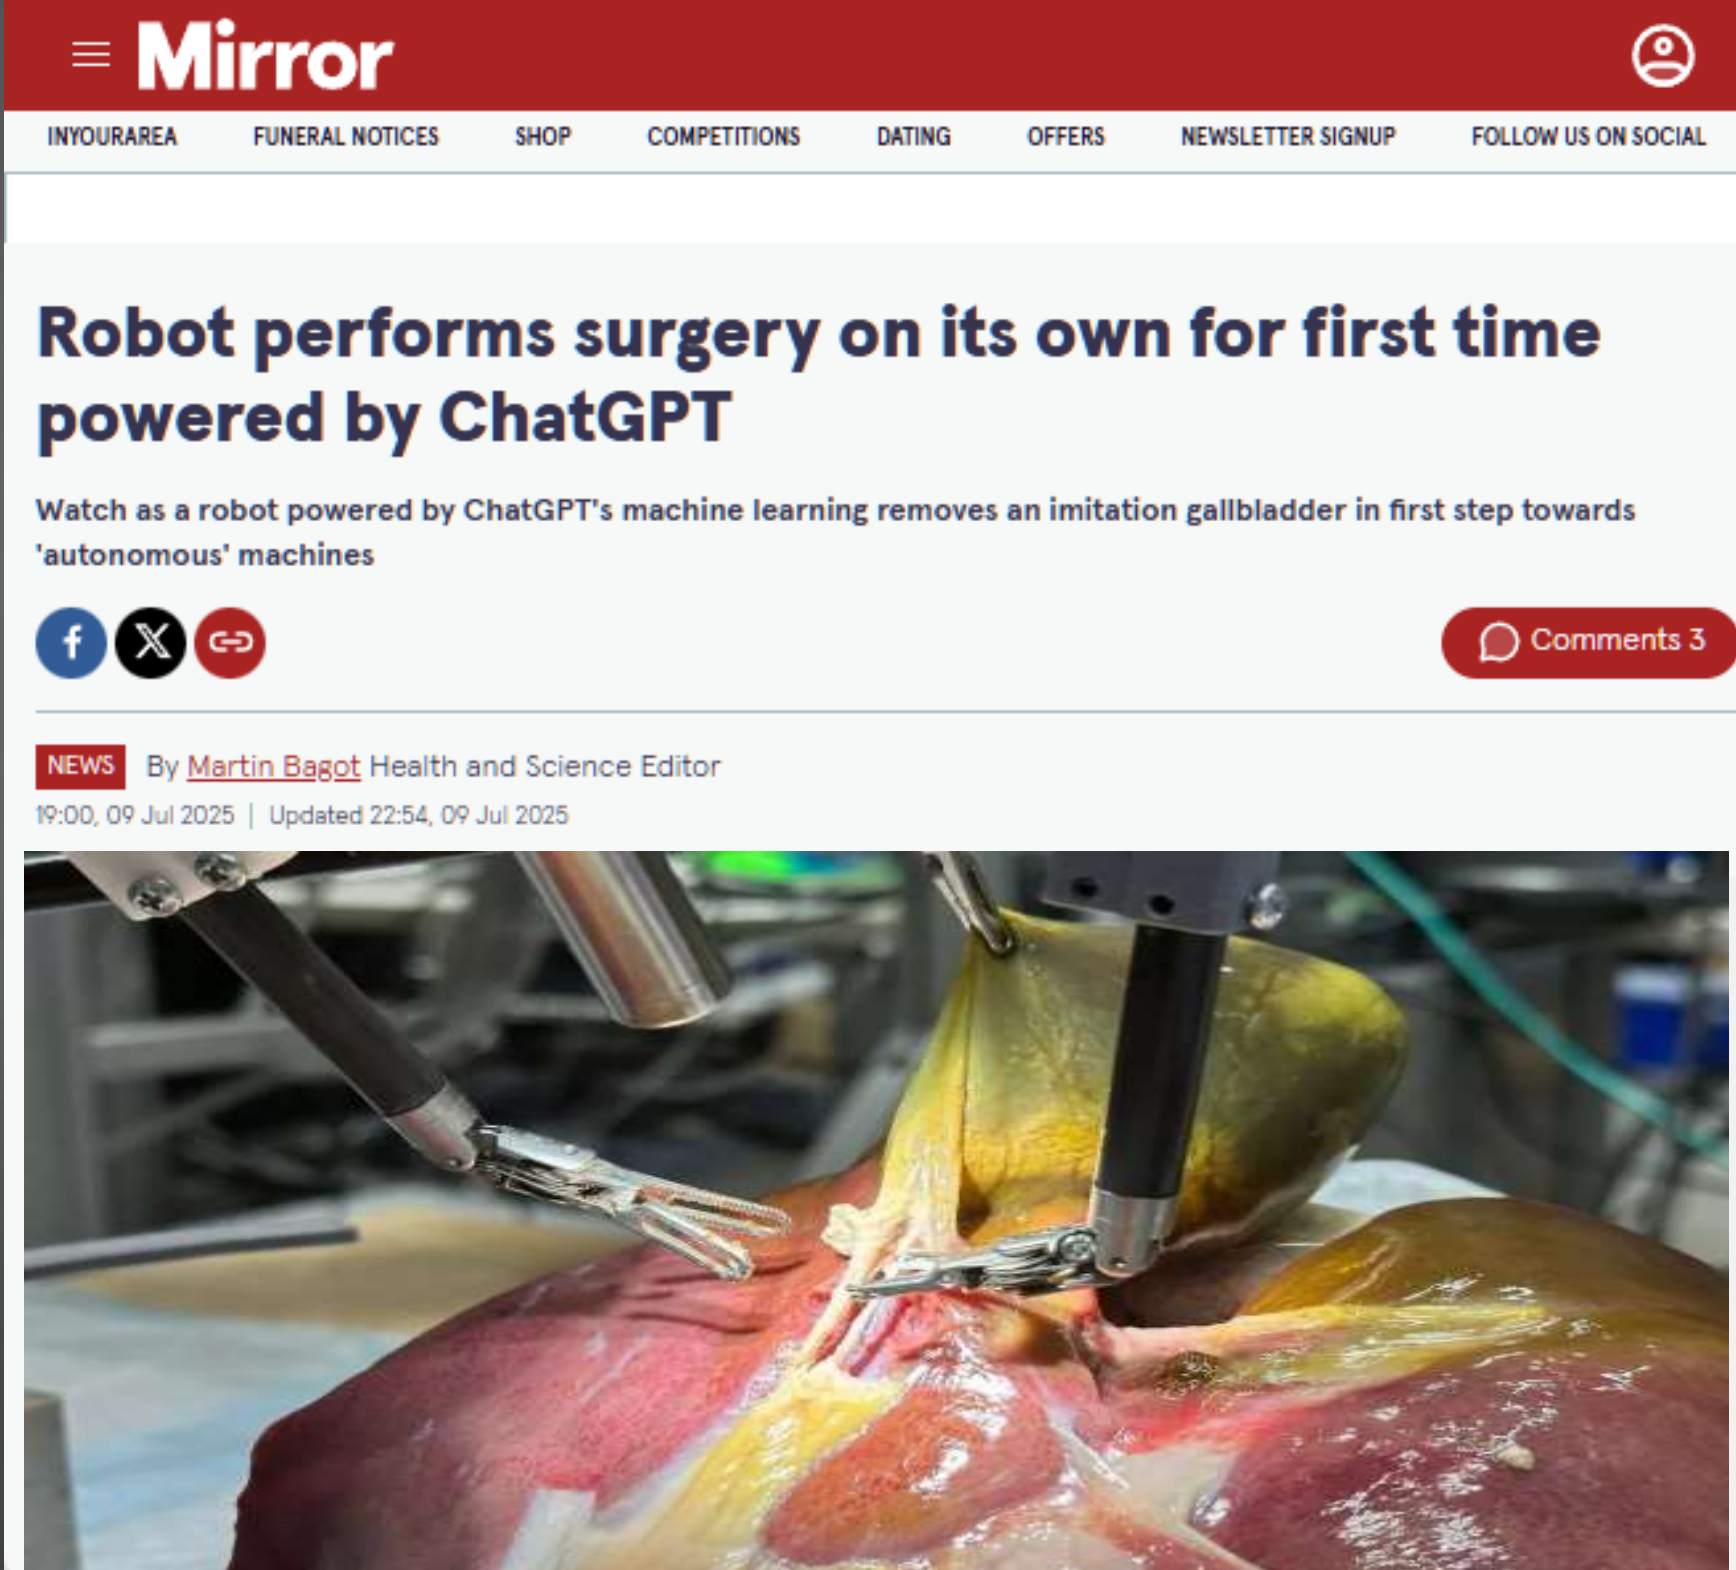 Mirror
INYOURAREA FUNERAL NOTICES SHOP COMPETITIONS DATING OFFERS NEWSLETTER SIGNUP FOLLOW US ON SOCIAL
Robot performs surgery on its own for first time
powered by ChatGPT
Watch as a robot powered by ChatGPT's machine learning removes an imitation gallbladder in first step towards
'autonomous' machines
Comments 3
NEWS By Martin Bagot Health and Science Editor
19:00, 09 Jul 2025 | Updated 22:54, 09 Jul 2025